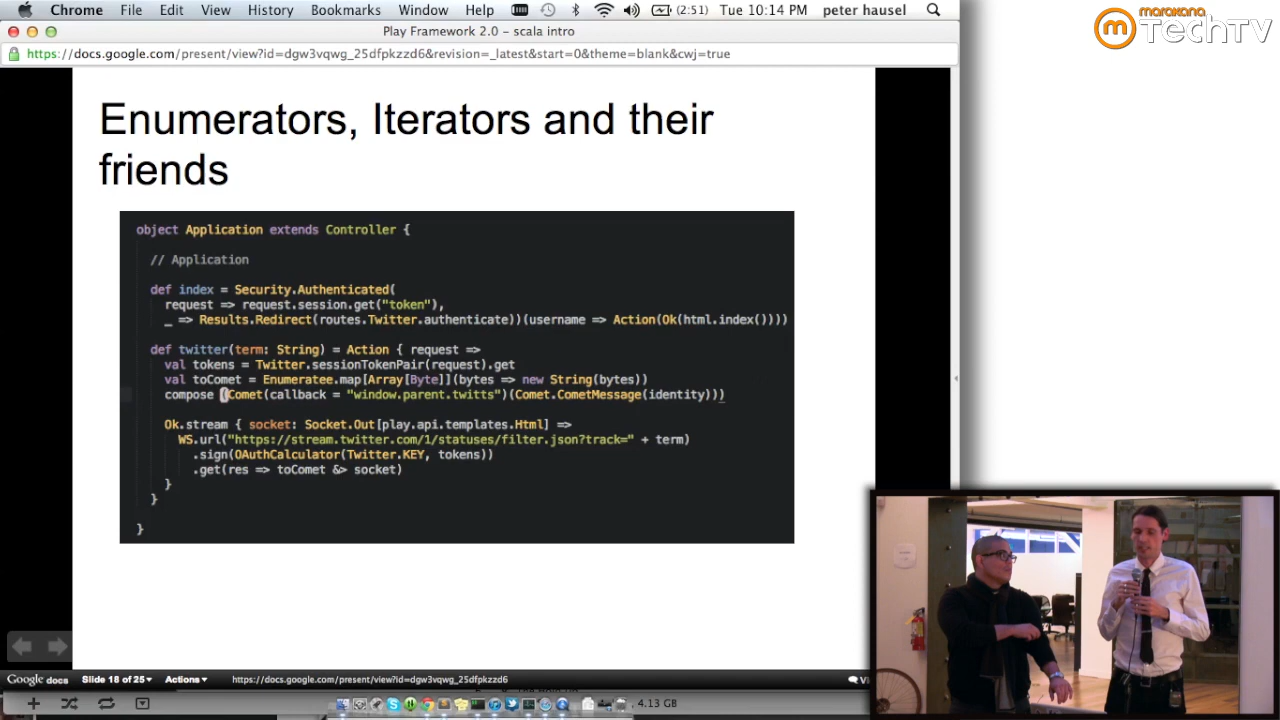 Chrome File Edit View History Bookmarks Window Help (2:51) Tue 10:14 PM peter hausel
Play Framework 2.0 - scala intro
https://docs.google.com/present/view?id=dgw3vqwg_25dfpkzzd6&revision=_latest&start=0&theme=blank&cwj=true
marakana
TechTV
Enumerators, Iterators and their
friends
object Application extends Controller {
// Application
def index = Security.Authenticated(
request => request.session.get("token"),
_ => Results.Redirect(routes.Twitter.authenticate))(username => Action(Ok(html.index())))
def twitter(term: String) = Action { request =>
val tokens = Twitter.sessionTokenPair(request).get
val toComet = Enumeratee.map[Array[Byte]](bytes => new String(bytes))
compose (Comet(callback = "window.parent.twitts")(Comet.CometMessage(identity)))
Ok.stream { socket: Socket.Out[play.api.templates.Html] =>
WS.url("https://stream.twitter.com/1/statuses/filter.json?track=" + term)
.sign(OAuthCalculator(Twitter.KEY, tokens))
.get(res => toComet &> socket)
}
}
}
Google docs Slide 18 of 25 Actions https://docs.google.com/present/view?id=dgw3vqwg_25dfpkzzd6
4.13 GB